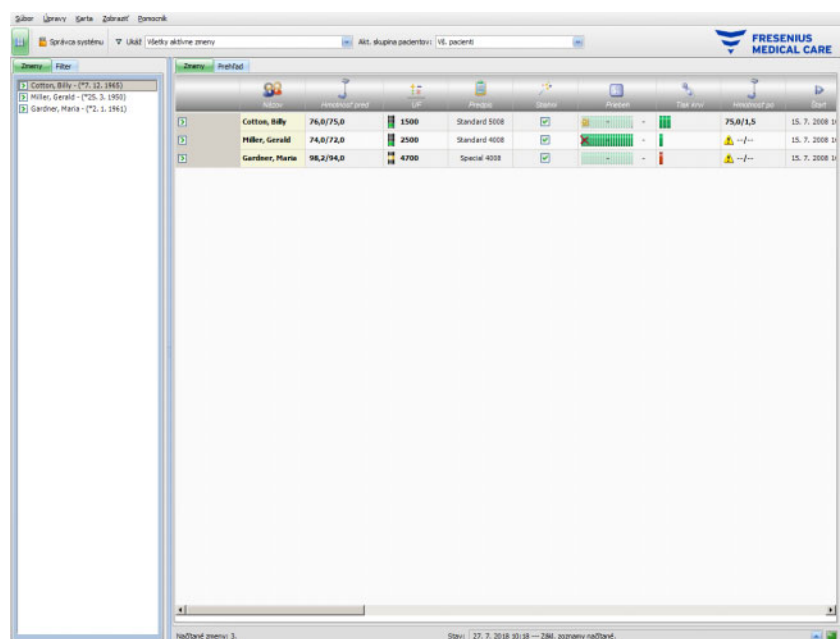 Súbor Úpravy Karta Zobraziť Pomocník
Správca systému Ukáž Všetky aktívne zmeny Akt. skupina pacientov: Vš. pacienti
FRESENIUS
MEDICAL CARE
Zmeny Filter
Zmeny Prehľad
Cotton, Billy - (*7. 12. 1965)
Miller, Gerald - (*25. 3. 1950)
Gardner, Maria - (*2. 1. 1961)
Názov Hmotnosť pred UF Predpis Priebeh Tlak krvi Hmotnosť po Štart
Cotton, Billy 76,0/75,0 1500 Standard 5008 - - 75,0/1,5 15. 7. 2008
Miller, Gerald 74,0/72,0 2500 Standard 4008 - --/-- 15. 7. 2008
Gardner, Maria 98,2/94,0 4700 Special 4008 - - --/-- 15. 7. 2008
Načítané zmeny: 3.
Stav: 27. 7. 2018 10:18 — Zákl. zoznamy načítané.